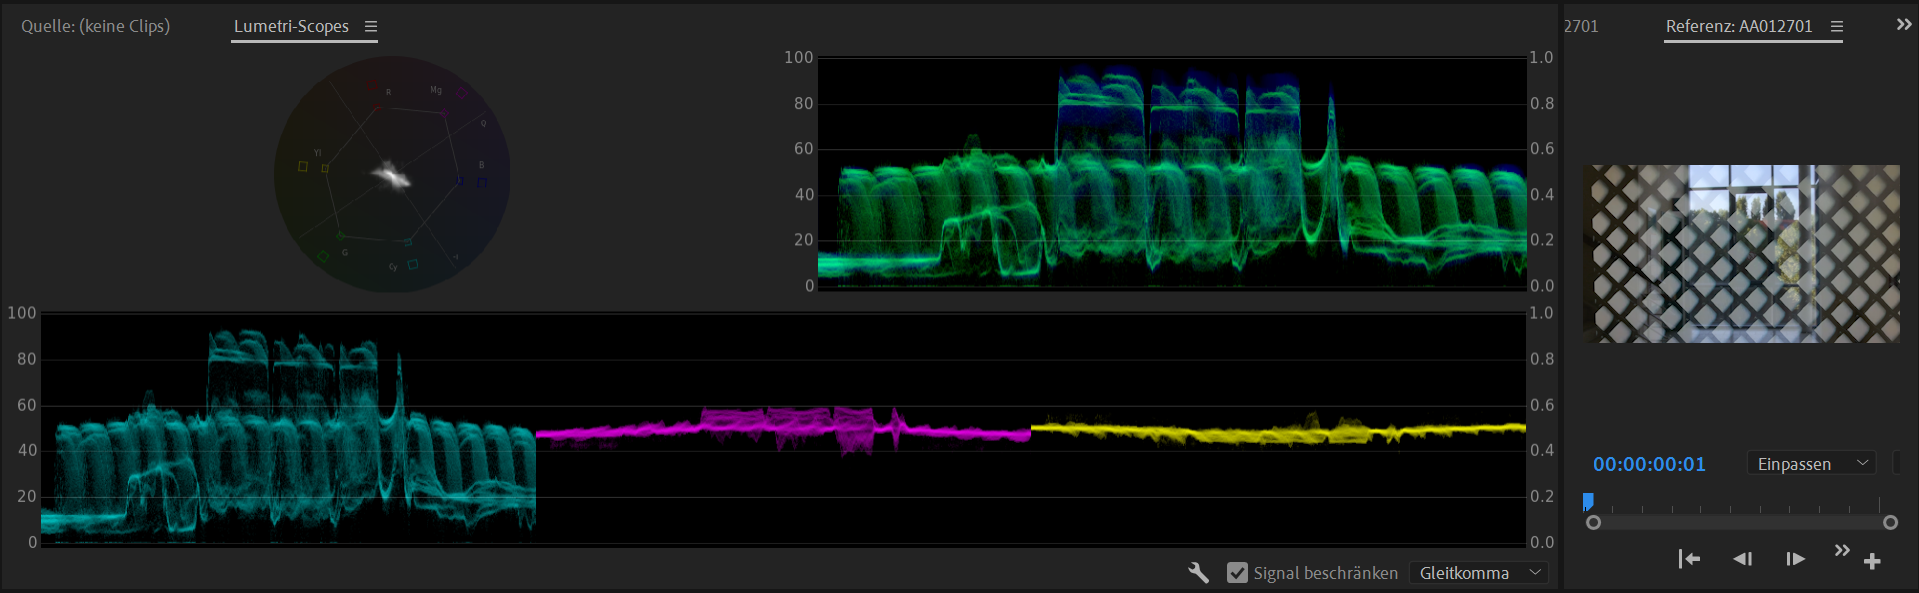 Quelle: (keine Clips)
Lumetri-Scopes
2701
Referenz: AA012701
R
Mg
Q
B
Yl
G
Cy
-I
100
80
60
40
20
0
1.0
0.8
0.6
0.4
0.2
0.0
100
80
60
40
20
0
1.0
0.8
0.6
0.4
0.2
0.0
00:00:00:01
Einpassen
Signal beschränken
Gleitkomma